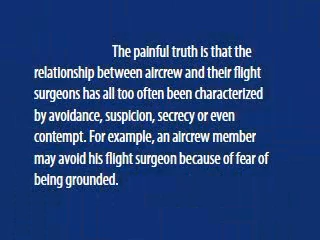 The painful truth is that the
relationship between aircrew and their flight
surgeons has all too often been characterized
by avoidance, suspicion, secrecy or even
contempt. For example, an aircrew member
may avoid his flight surgeon because of fear of
being grounded.